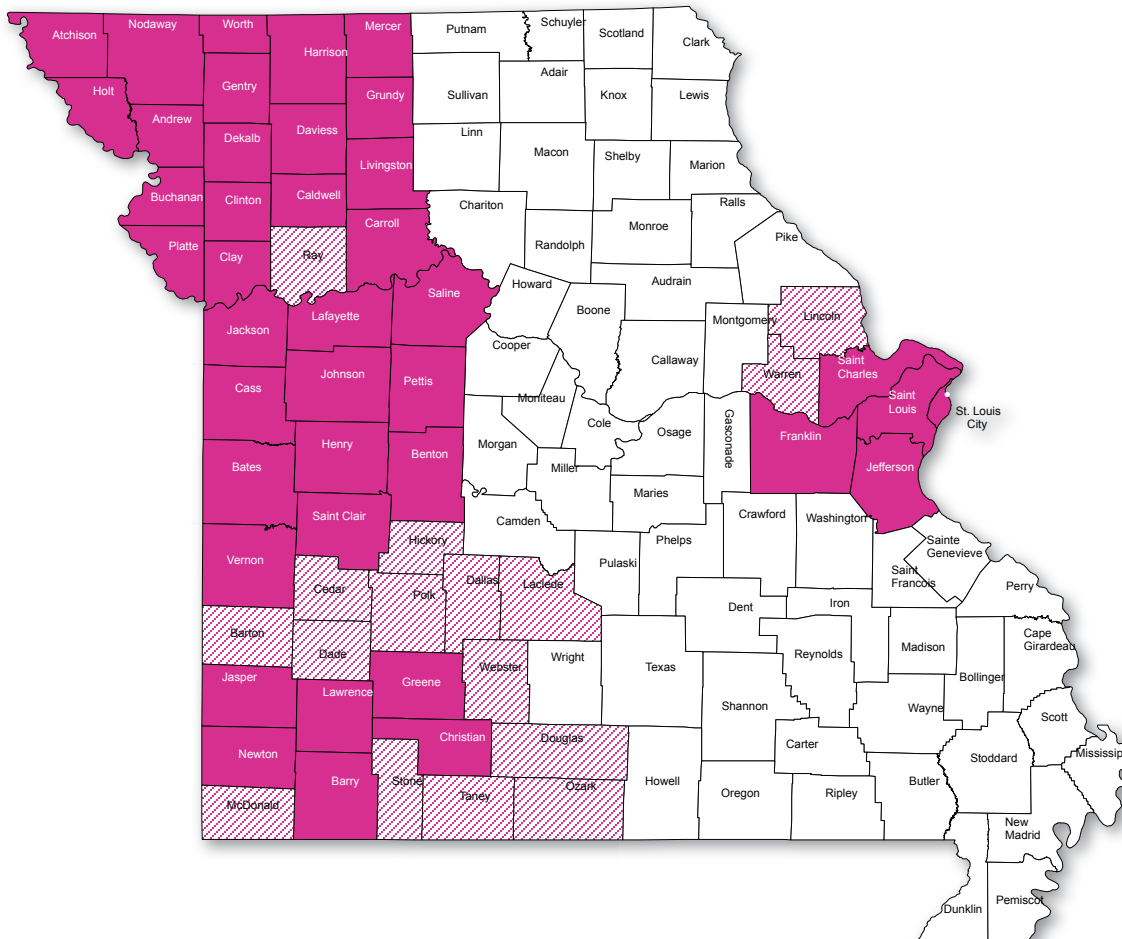 Atchison
Nodaway
Worth
Mercer
Putnam
Schuyler
Scotland
Clark
Harrison
Adair
Holt
Gentry
Grundy
Sullivan
Knox
Lewis
Andrew
Daviess
Dekalb
Linn
Macon
Shelby
Marion
Livingston
Buchanan
Clinton
Caldwell
Chariton
Ralls
Carroll
Monroe
Platte
Clay
Ray
Randolph
Pike
Saline
Howard
Audrain
Boone
Jackson
Lafayette
Montgomery
Lincoln
Cooper
Callaway
Saint
Charles
Cass
Johnson
Pettis
Warren
Moniteau
Saint
Louis
St. Louis
City
Morgan
Cole
Osage
Gasconade
Franklin
Henry
Benton
Bates
Miller
Jefferson
Maries
Saint Clair
Camden
Crawford
Washington
Hickory
Phelps
Sainte
Genevieve
Vernon
Pulaski
Saint
Francois
Cedar
Polk
Dallas
Laclede
Perry
Dent
Iron
Barton
Dade
Madison
Cape
Girardeau
Jasper
Lawrence
Greene
Webster
Wright
Texas
Reynolds
Bollinger
Shannon
Wayne
Scott
Christian
Douglas
Carter
Newton
Stoddard
Barry
Stone
Ozark
Howell
Oregon
Ripley
Butler
McDonald
Taney
New
Madrid
Dunklin
Pemiscot